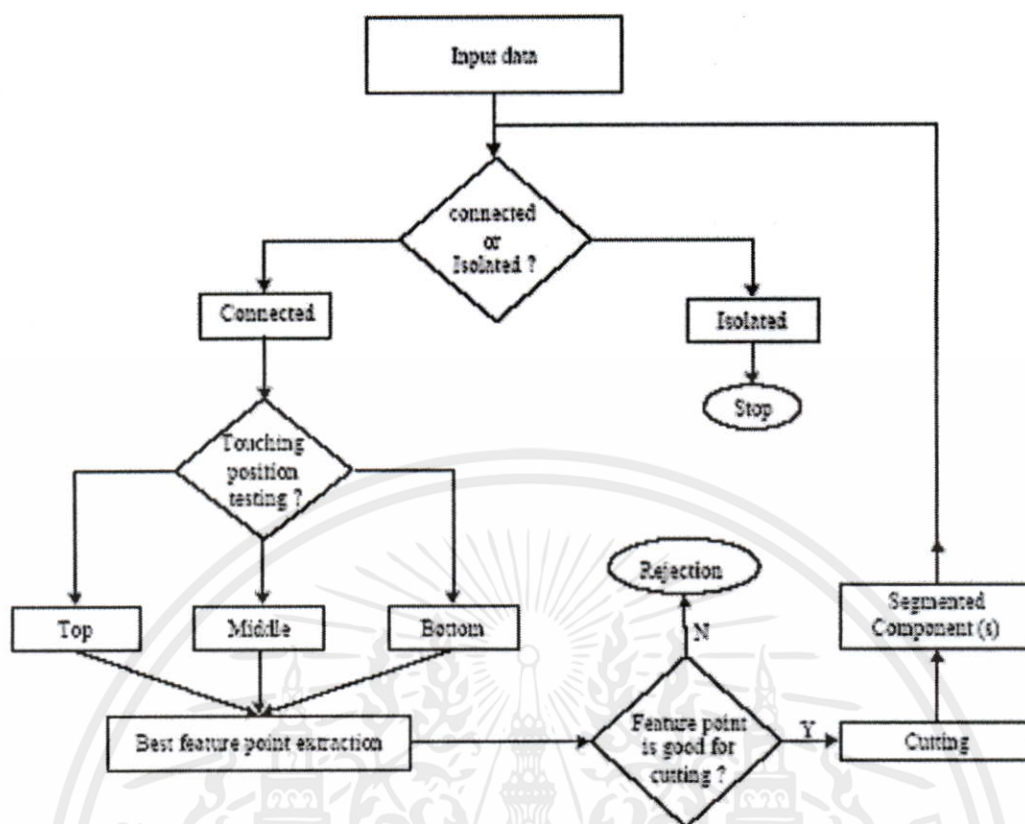 Input data
connected
or
Isolated ?
Connected
Isolated
Stop
Touching
position
testing ?
Top
Middle
Bottom
Rejection
N
Segmented
Component (s)
Best feature point extraction
Feature point
is good for
cutting ?
Y
Cutting